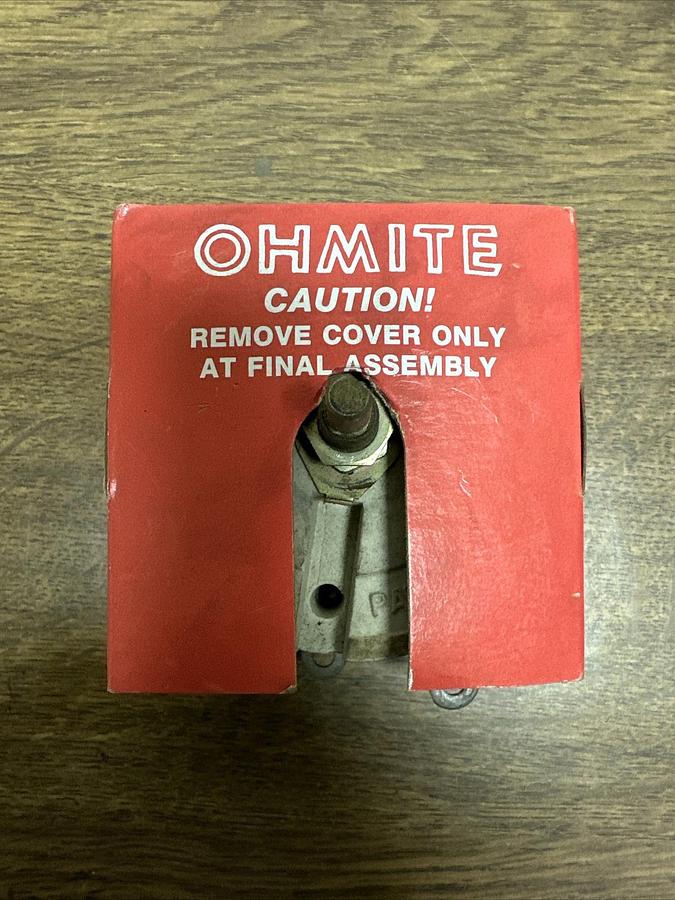 OHMITE
CAUTION!
REMOVE COVER ONLY
AT FINAL ASSEMBLY